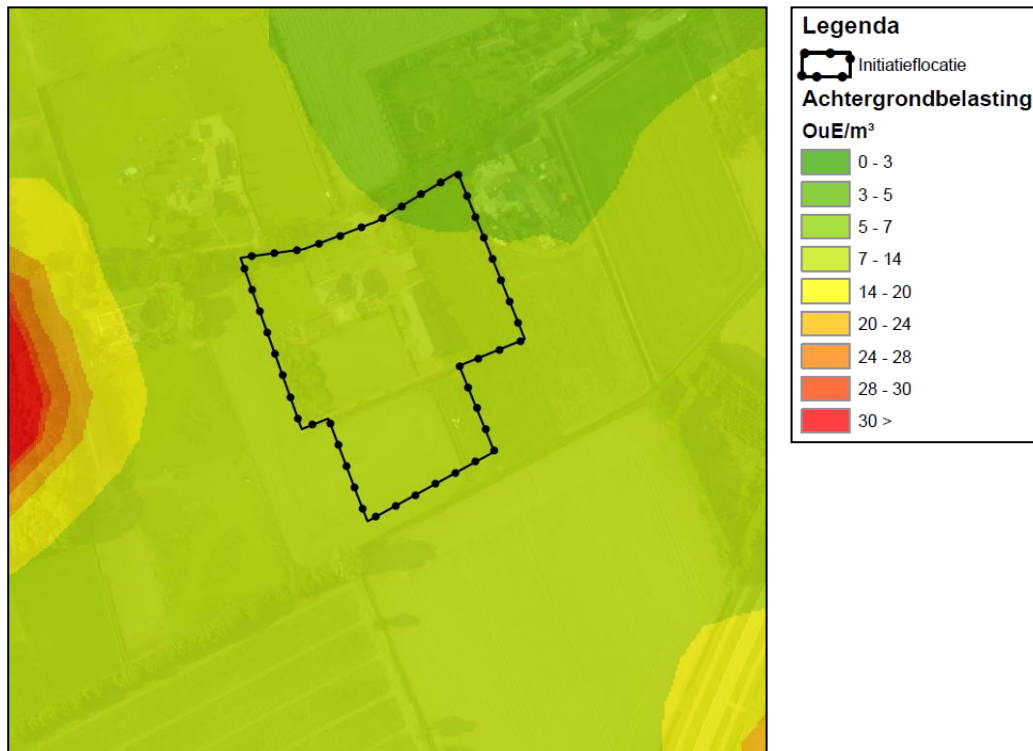 Legenda
Initiatieflocatie
Achtergrondbelasting
OuE/m³
0 - 3
3 - 5
5 - 7
7 - 14
14 - 20
20 - 24
24 - 28
28 - 30
30 >